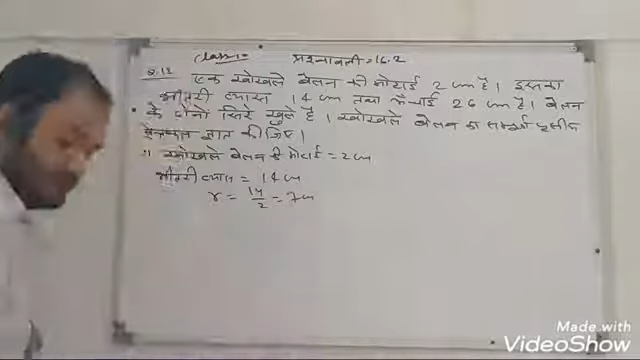 class:- प्रश्नावली=16.2
Q.12 एक खोखले बेलन की मोटाई 2 cm है। इसका
भीतरी व्यास 14 cm तथा ऊँचाई 26 cm है। बेलन
के दोनों सिरे खुले हैं। खोखले बेलन का सम्पूर्ण पृष्ठीय
क्षेत्रफल ज्ञात कीजिए।
खोखले बेलन की मोटाई = 2 cm
भीतरी व्यास = 14 cm
r = 14/2 = 7 cm
Made with
VideoShow